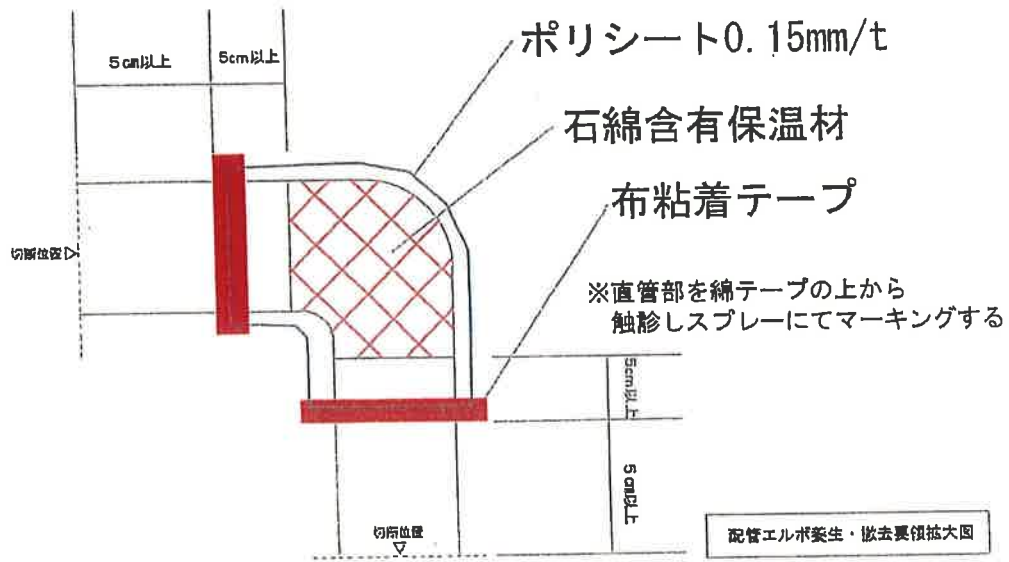 5cm以上
5cm以上
ポリシート0.15mm/t
石綿含有保温材
布粘着テープ
切断位置▽
※直管部を綿テープの上から
触診しスプレーにてマーキングする
5cm以上
5cm以上
切断位置
▽
配管エルボ養生・撤去要領拡大図